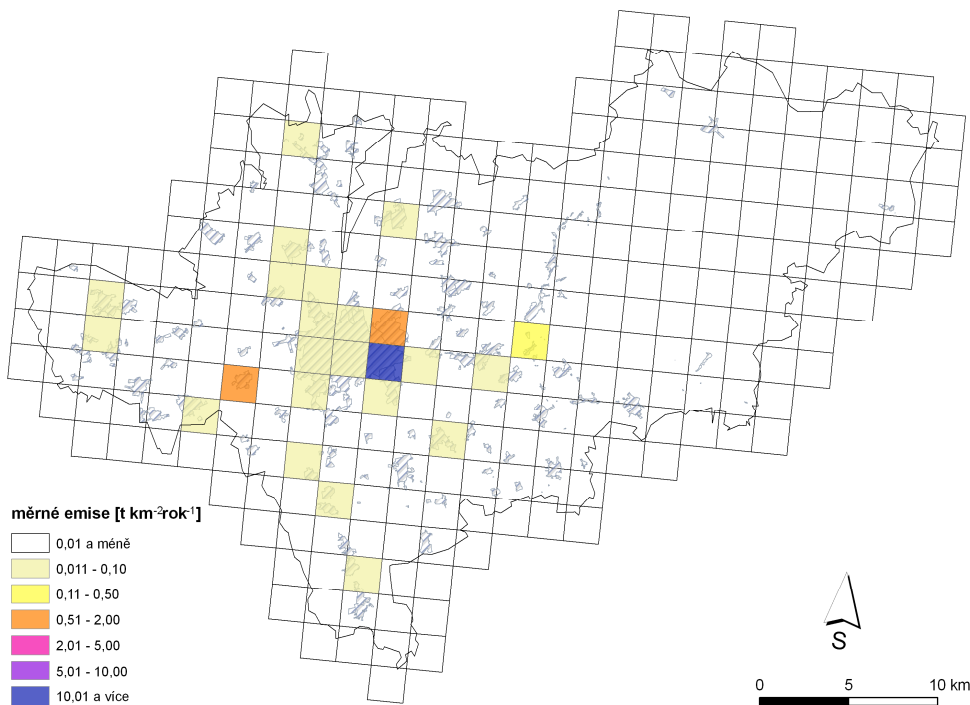 měrné emise [t km-2rok-1]
0,01 a méně
0,011 - 0,10
0,11 - 0,50
0,51 - 2,00
2,01 - 5,00
5,01 - 10,00
10,01 a více
S
0 5 10 km